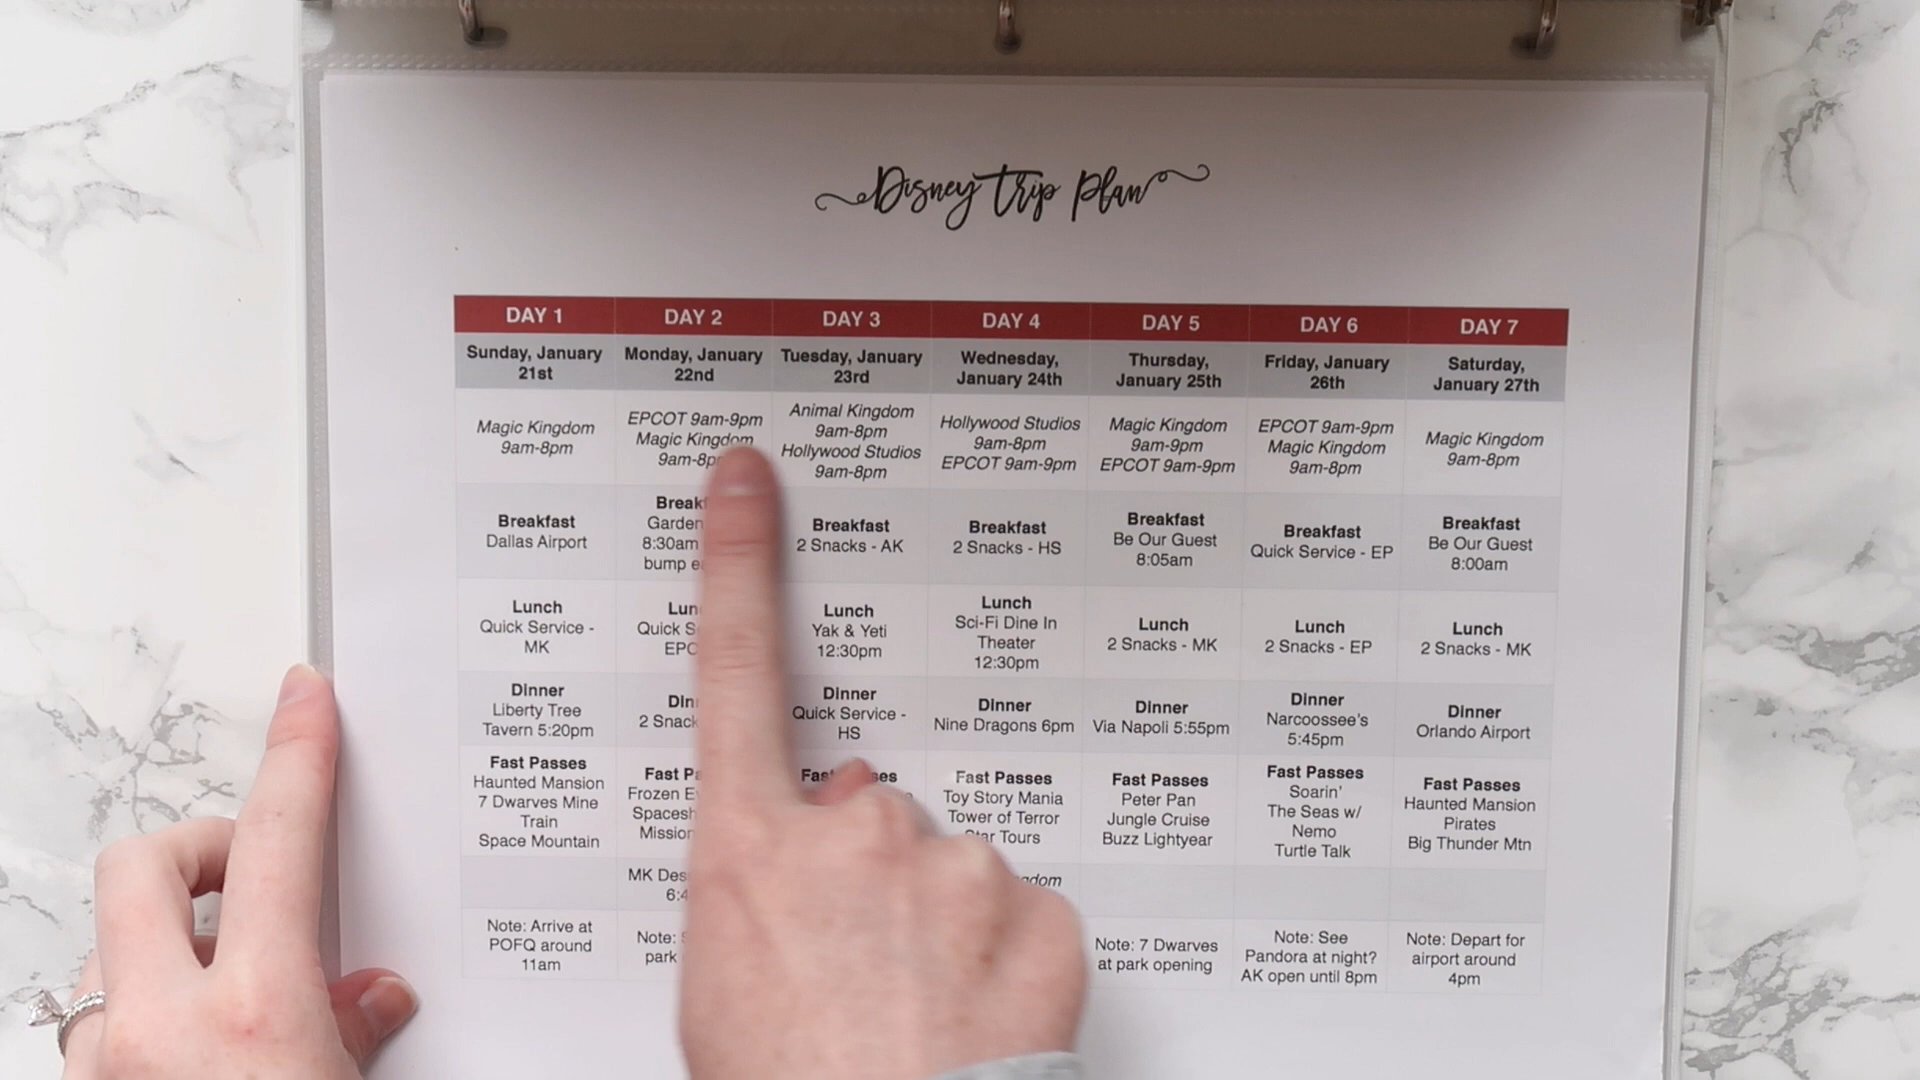 Disney Trip Plan
DAY 1
Sunday, January
21st
Magic Kingdom
9am-8pm
Breakfast
Dallas Airport
Lunch
Quick Service -
MK
Dinner
Liberty Tree
Tavern 5:20pm
Fast Passes
Haunted Mansion
7 Dwarves Mine
Train
Space Mountain
Note: Arrive at
POFQ around
11am
DAY 2
Monday, January
22nd
EPCOT 9am-9pm
Magic Kingdom
Garden
8:30am
bump
Quick
Note:
park
2
Frozen
MK
DAY 3
Tuesday, January
23rd
Animal Kingdom
9am-8pm
Hollywood Studios
9am-8pm
Breakfast
2 Snacks - AK
Lunch
Yak & Yeti
12:30pm
Dinner
Quick Service -
HS
DAY 4
Wednesday,
January 24th
Hollywood Studios
9am-8pm
EPCOT 9am-9pm
Breakfast
2 Snacks - HS
Lunch
Sci-Fi Dine In
Theater
12:30pm
Dinner
Nine Dragons 6pm
Fast Passes
Toy Story Mania
Tower of Terror
Star Tours
DAY 5
Thursday,
January 25th
Magic Kingdom
9am-9pm
EPCOT 9am-9pm
Breakfast
Be Our Guest
8:05am
Lunch
2 Snacks - MK
Dinner
Via Napoli 5:55pm
Fast Passes
Peter Pan
Jungle Cruise
Buzz Lightyear
Note: 7 Dwarves
at park opening
DAY 6
Friday, January
26th
EPCOT 9am-9pm
Magic Kingdom
9am-8pm
Breakfast
Quick Service - EP
Lunch
2 Snacks - EP
Dinner
Narcoossee's
5:45pm
Fast Passes
Soarin'
The Seas w/
Nemo
Turtle Talk
Note: See
Pandora at night?
AK open until 8pm
DAY 7
Saturday,
January 27th
Magic Kingdom
9am-8pm
Breakfast
Be Our Guest
8:00am
Lunch
2 Snacks - MK
Dinner
Orlando Airport
Fast Passes
Haunted Mansion
Pirates
Big Thunder Mtn
Note: Depart for
airport around
4pm